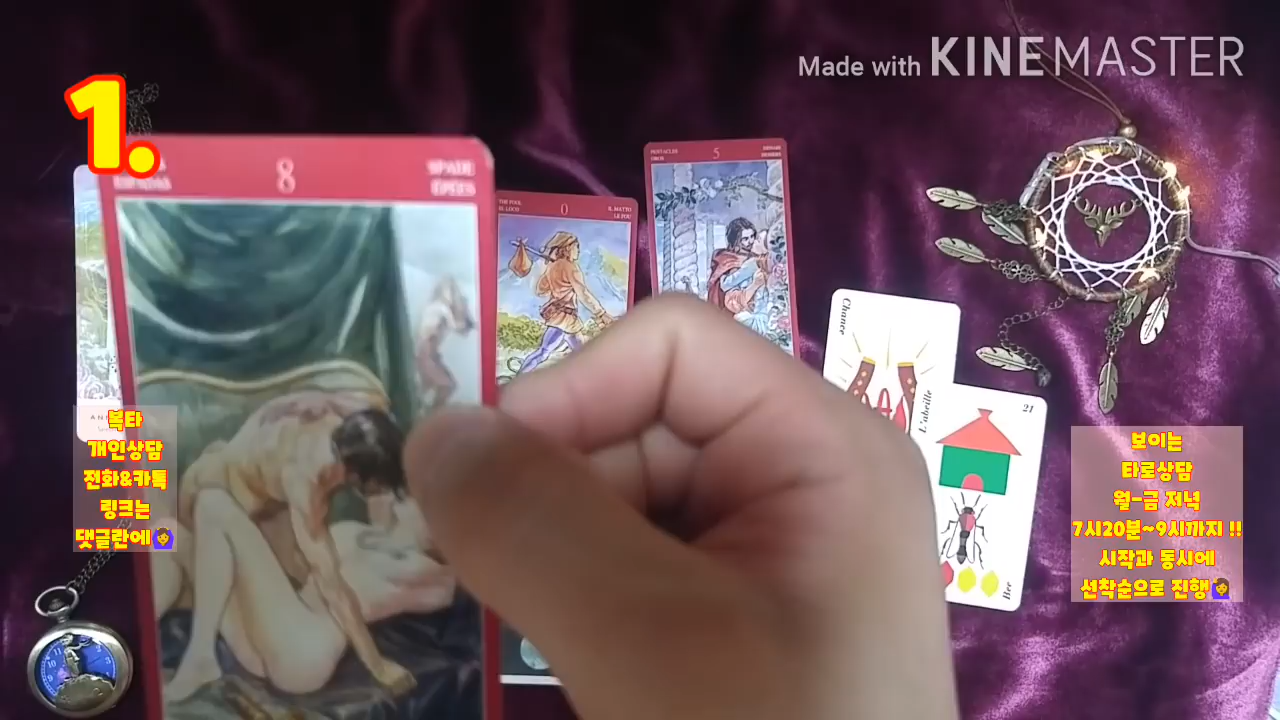 Made with KINEMASTER
1.
8
SPADE
ÉPÉES
THE FOOL
EL LOCO
0
IL MATTO
LE FOU
PENTACLES
OROS
5
DENARI
DENIERS
Chance
L'abeille
21
Bee
복타
개인상담
전화&카톡
링크는
댓글란에🙆‍♀️
보이는
타로상담
월-금 저녁
7시20분~9시까지 !!
시작과 동시에
선착순으로 진행🙋‍♀️